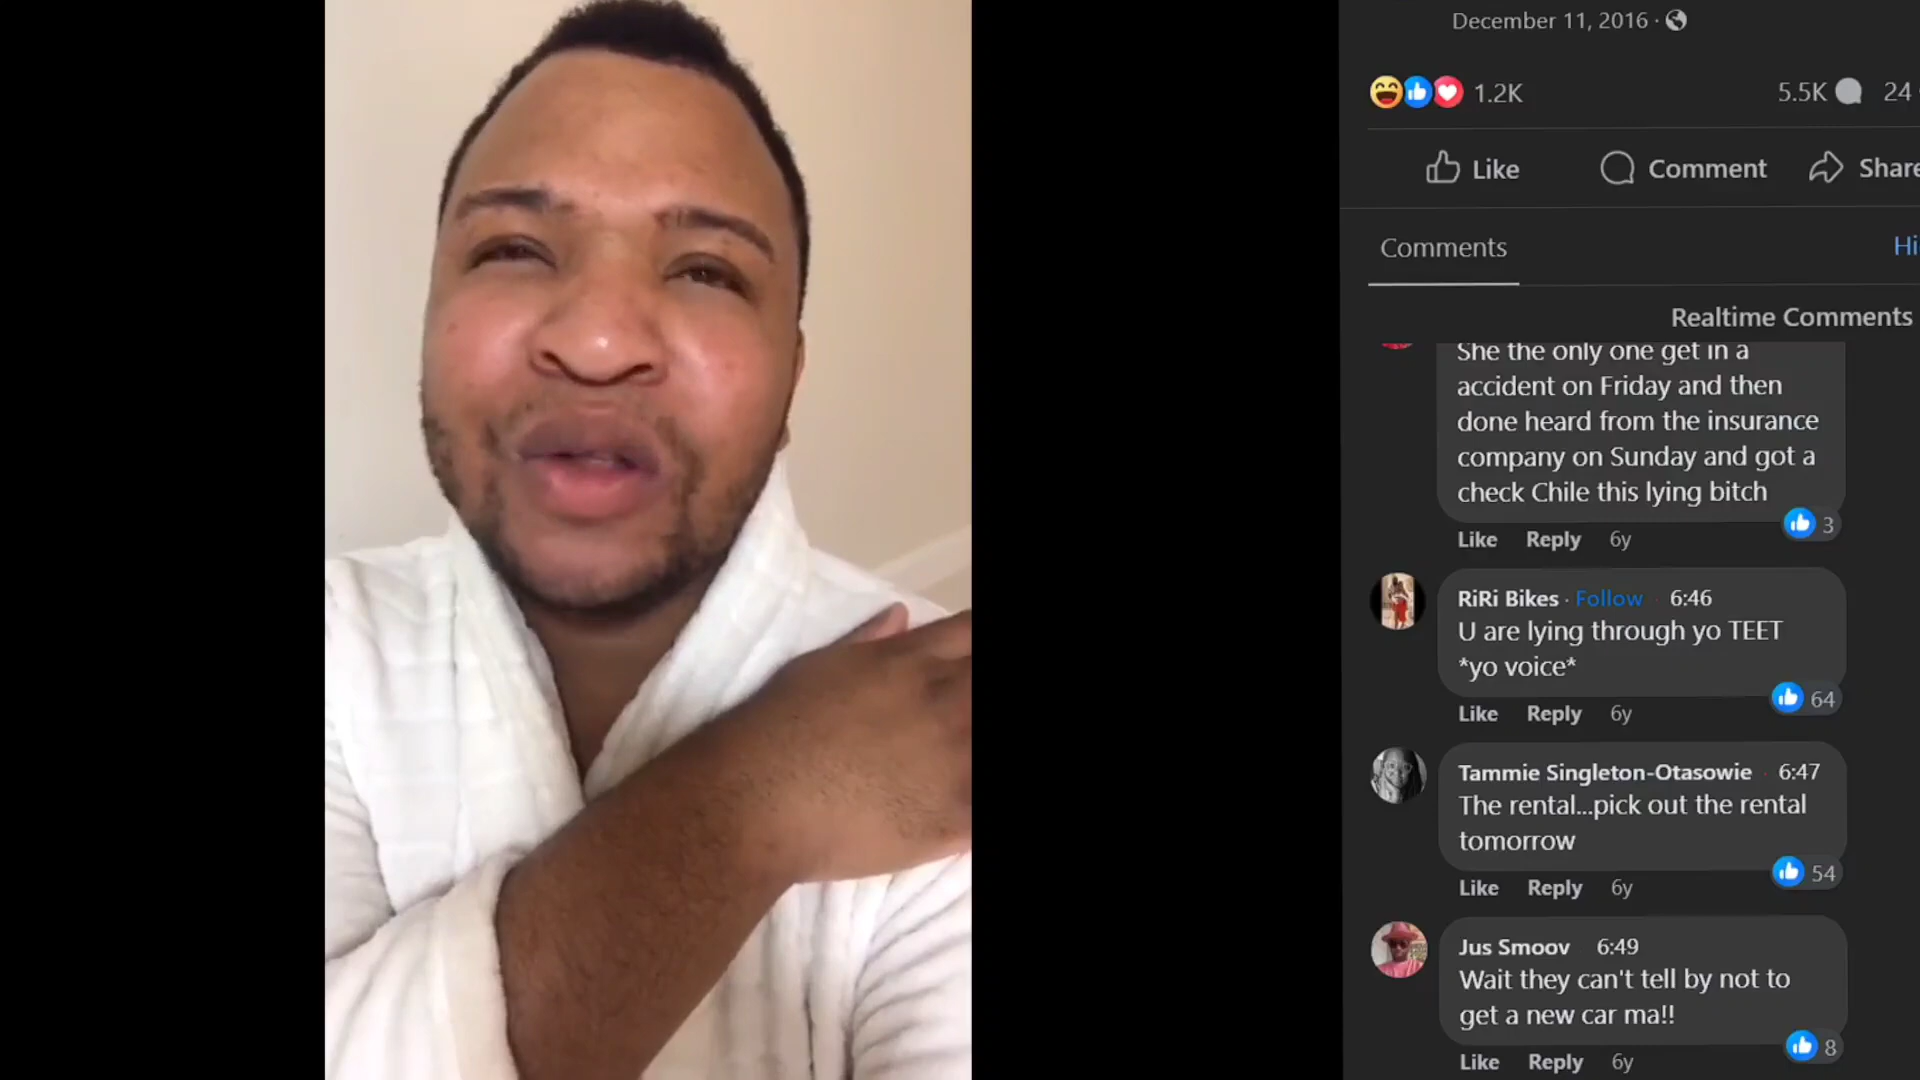 December 11, 2016 ·
1.2K
5.5K
24
Like
Comment
Share
Comments
Hi
Realtime Comments
She the only one get in a
accident on Friday and then
done heard from the insurance
company on Sunday and got a
check Chile this lying bitch
3
Like Reply 6y
RiRi Bikes · Follow · 6:46
U are lying through yo TEET
*yo voice*
64
Like Reply 6y
Tammie Singleton-Otasowie · 6:47
The rental...pick out the rental
tomorrow
54
Like Reply 6y
Jus Smoov 6:49
Wait they can't tell by not to
get a new car ma!!
8
Like Reply 6y